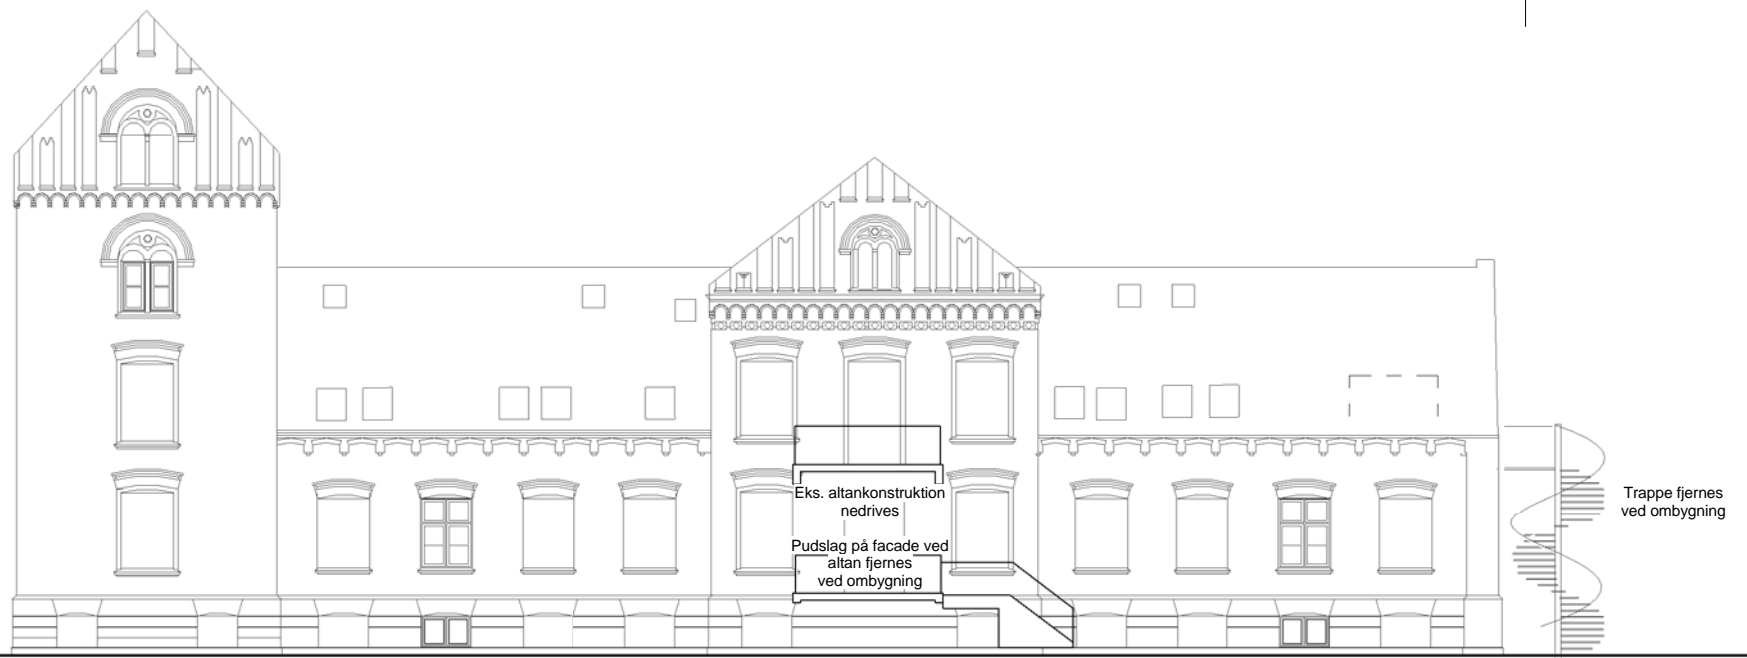 Eks. altankonstruktion
nedrives
Pudslag på facade ved
altan fjernes
ved ombygning
Trappe fjernes
ved ombygning